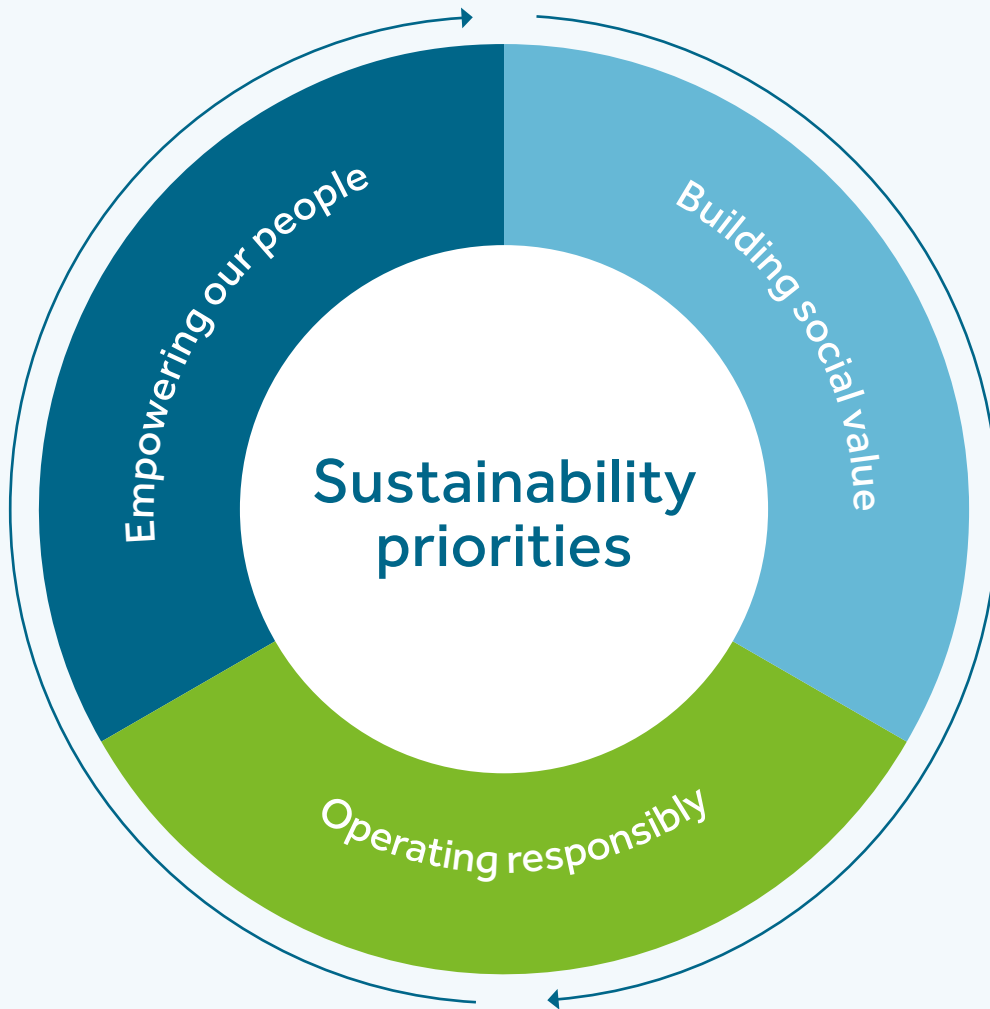 Empowering our people
Building social value
Sustainability
priorities
Operating responsibly